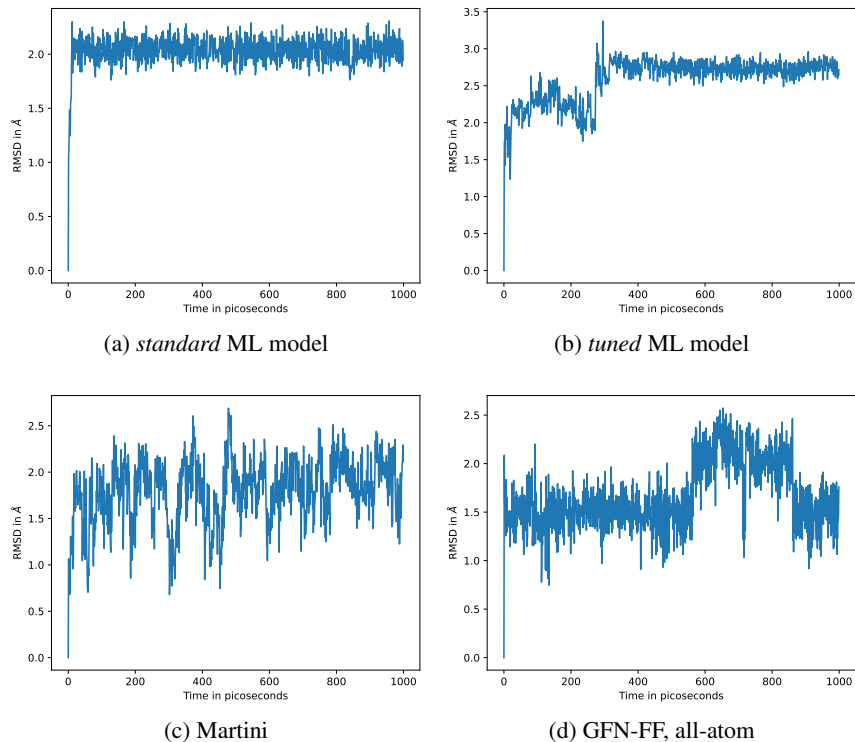 2.0
1.5
1.0
0.5
0.0
RMSD in Å
0 200 400 600 800 1000
Time in picoseconds
(a) standard ML model
3.5
3.0
2.5
2.0
1.5
1.0
0.5
0.0
RMSD in Å
0 200 400 600 800 1000
Time in picoseconds
(b) tuned ML model
2.5
2.0
1.5
1.0
0.5
0.0
RMSD in Å
0 200 400 600 800 1000
Time in picoseconds
(c) Martini
2.5
2.0
1.5
1.0
0.5
0.0
RMSD in Å
0 200 400 600 800 1000
Time in picoseconds
(d) GFN-FF, all-atom